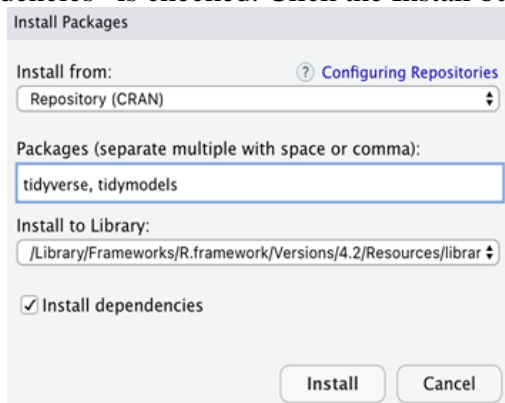 Install Packages
Install from:
? Configuring Repositories
Repository (CRAN)
Packages (separate multiple with space or comma):
tidyverse, tidymodels
Install to Library:
/Library/Frameworks/R.framework/Versions/4.2/Resources/librar
Install dependencies
Install Cancel